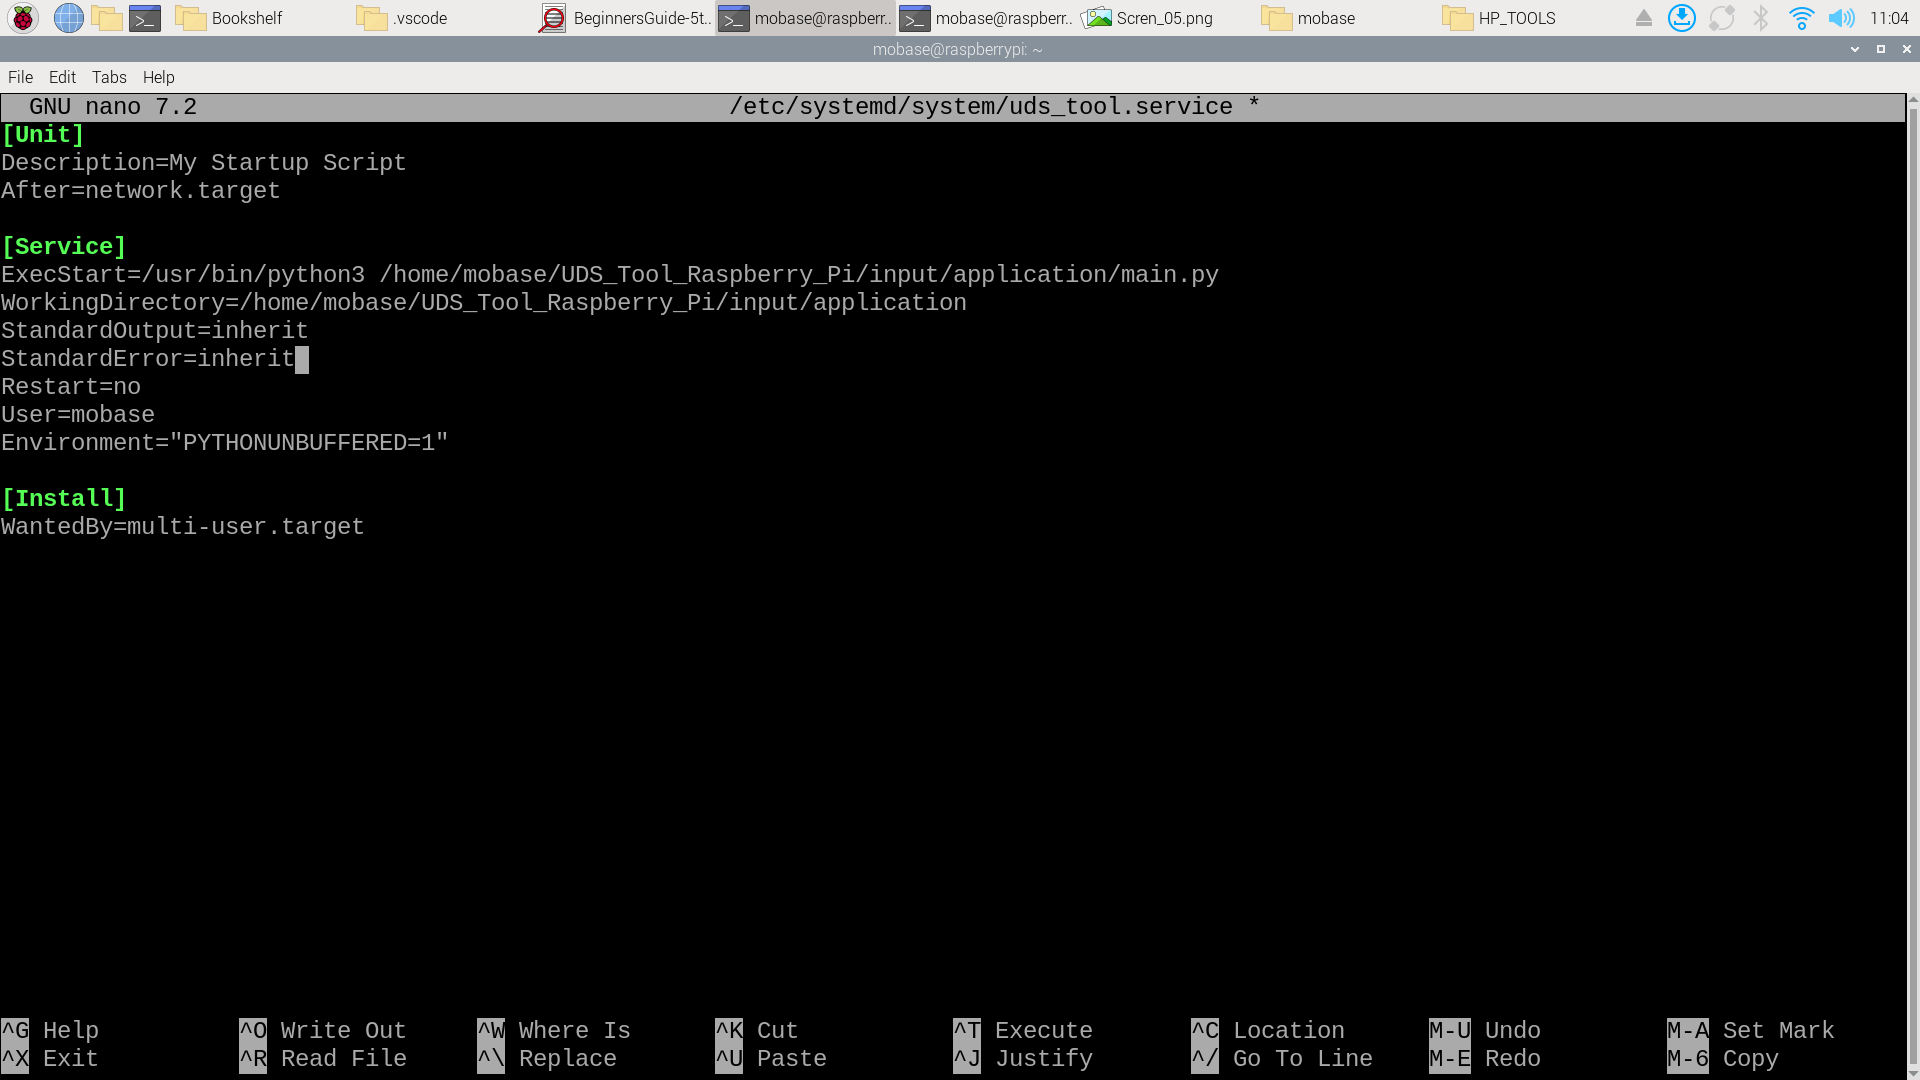 Bookshelf .vscode BeginnersGuide-5t.. mobase@raspberr.. mobase@raspberr.. Scren_05.png mobase HP_TOOLS 11:04
mobase@raspberrypi: ~
File Edit Tabs Help
GNU nano 7.2 /etc/systemd/system/uds_tool.service *
[Unit]
Description=My Startup Script
After=network.target
[Service]
ExecStart=/usr/bin/python3 /home/mobase/UDS_Tool_Raspberry_Pi/input/application/main.py
WorkingDirectory=/home/mobase/UDS_Tool_Raspberry_Pi/input/application
StandardOutput=inherit
StandardError=inherit
Restart=no
User=mobase
Environment="PYTHONUNBUFFERED=1"
[Install]
WantedBy=multi-user.target
^G Help ^O Write Out ^W Where Is ^K Cut ^T Execute ^C Location M-U Undo M-A Set Mark
^X Exit ^R Read File ^\ Replace ^U Paste ^J Justify ^/ Go To Line M-E Redo M-6 Copy